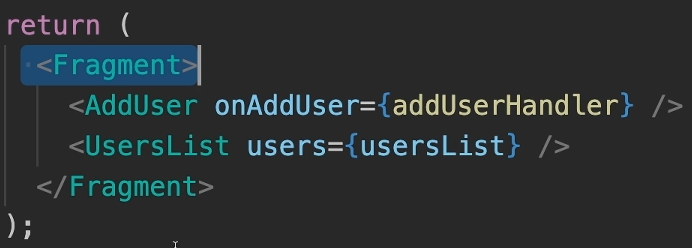 return (
<Fragment>
<AddUser onAddUser={addUserHandler} />
<UsersList users={usersList} />
</Fragment>
);